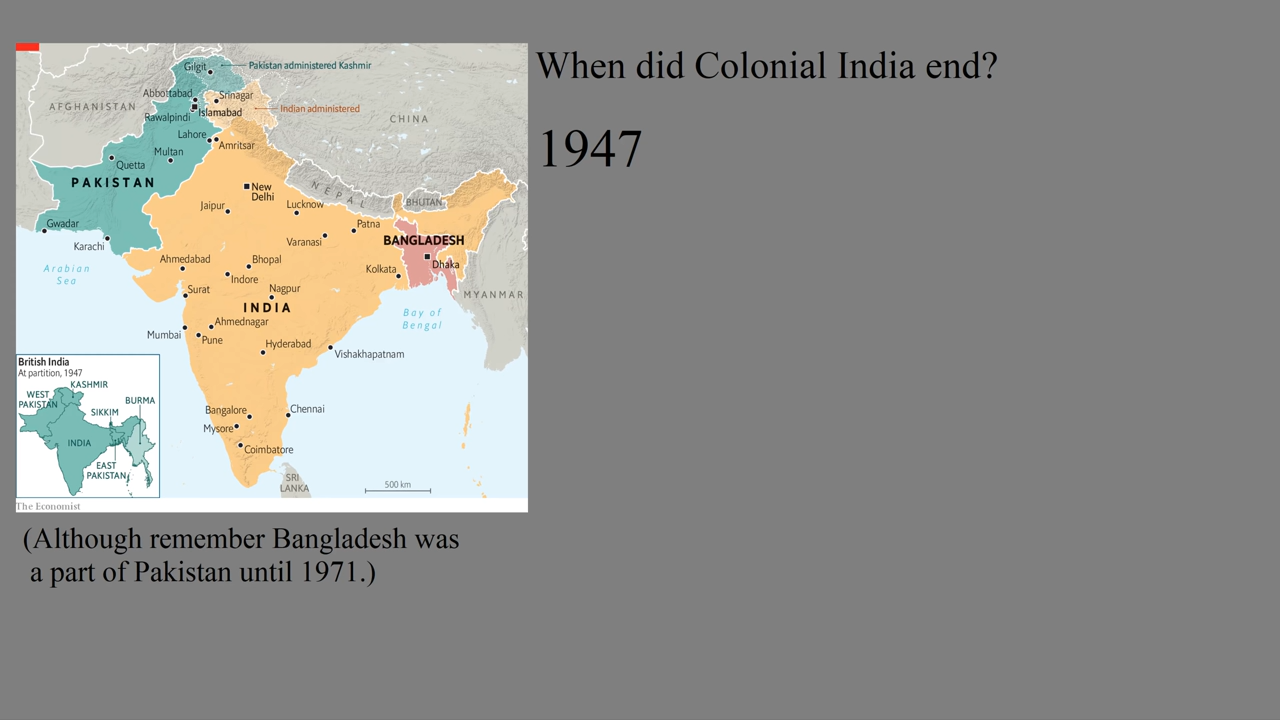 When did Colonial India end?
1947
Gilgit
Pakistan administered Kashmir
Abbottabad
Srinagar
AFGHANISTAN
Islamabad
Indian administered
Rawalpindi
CHINA
Lahore
Amritsar
Multan
Quetta
PAKISTAN
New
Delhi
NEPAL
Jaipur
Lucknow
BHUTAN
Gwadar
Patna
Karachi
Varanasi
BANGLADESH
Ahmedabad
Bhopal
Dhaka
Arabian
Sea
Kolkata
Indore
Surat
Nagpur
MYANMAR
INDIA
Bay of
Bengal
Ahmednagar
Mumbai
Pune
Hyderabad
Vishakhapatnam
British India
At partition, 1947
KASHMIR
WEST
PAKISTAN
BURMA
SIKKIM
INDIA
EAST
PAKISTAN
Bangalore
Chennai
Mysore
Coimbatore
SRI
LANKA
500 km
The Economist
(Although remember Bangladesh was
a part of Pakistan until 1971.)